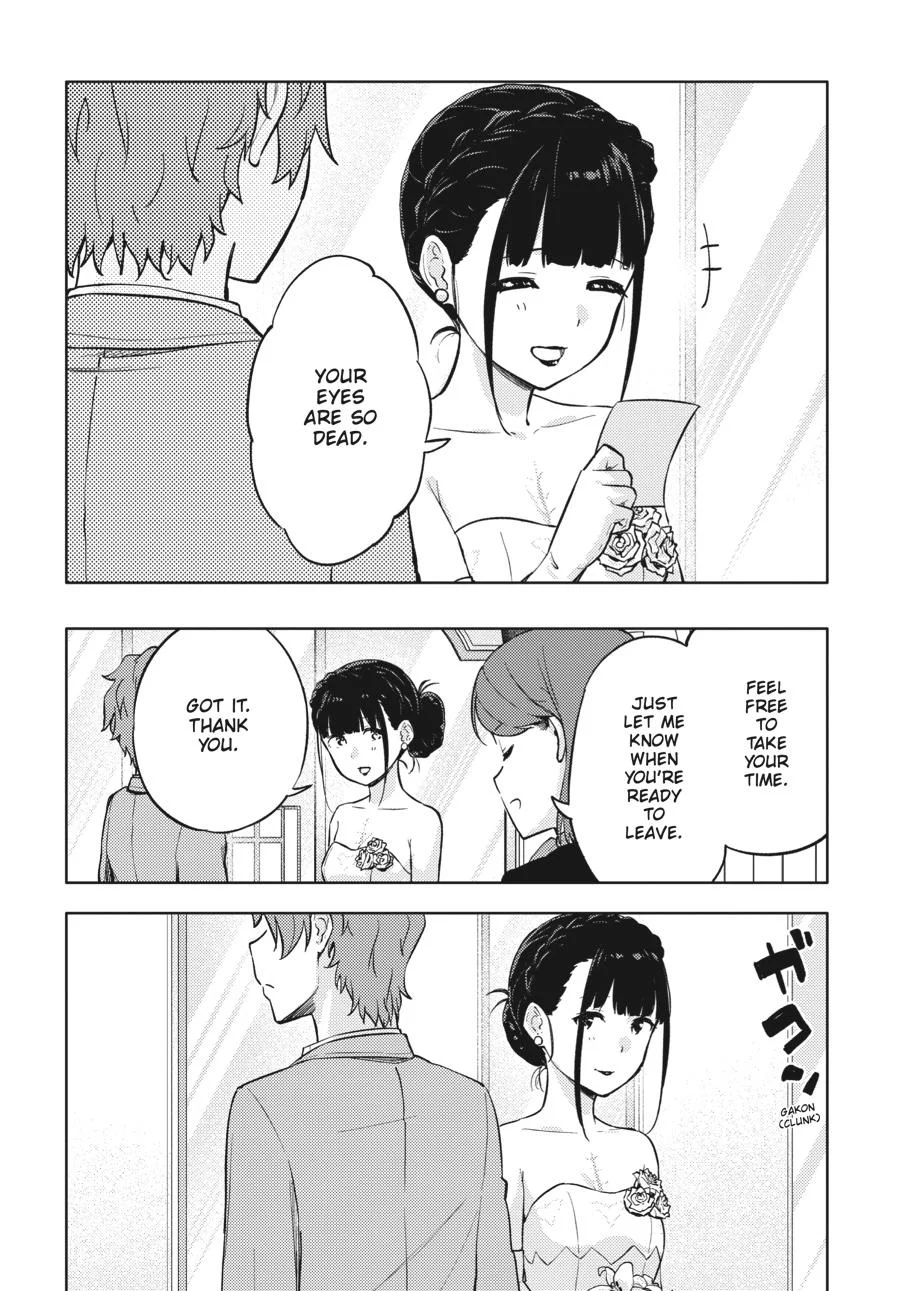 YOUR
EYES
ARE SO
DEAD.
FEEL
FREE
TO
TAKE
YOUR
TIME.
JUST
LET ME
KNOW
WHEN
YOU'RE
READY
TO
LEAVE.
GOT IT.
THANK
YOU.
ガコン
GAKON
(CLUNK)